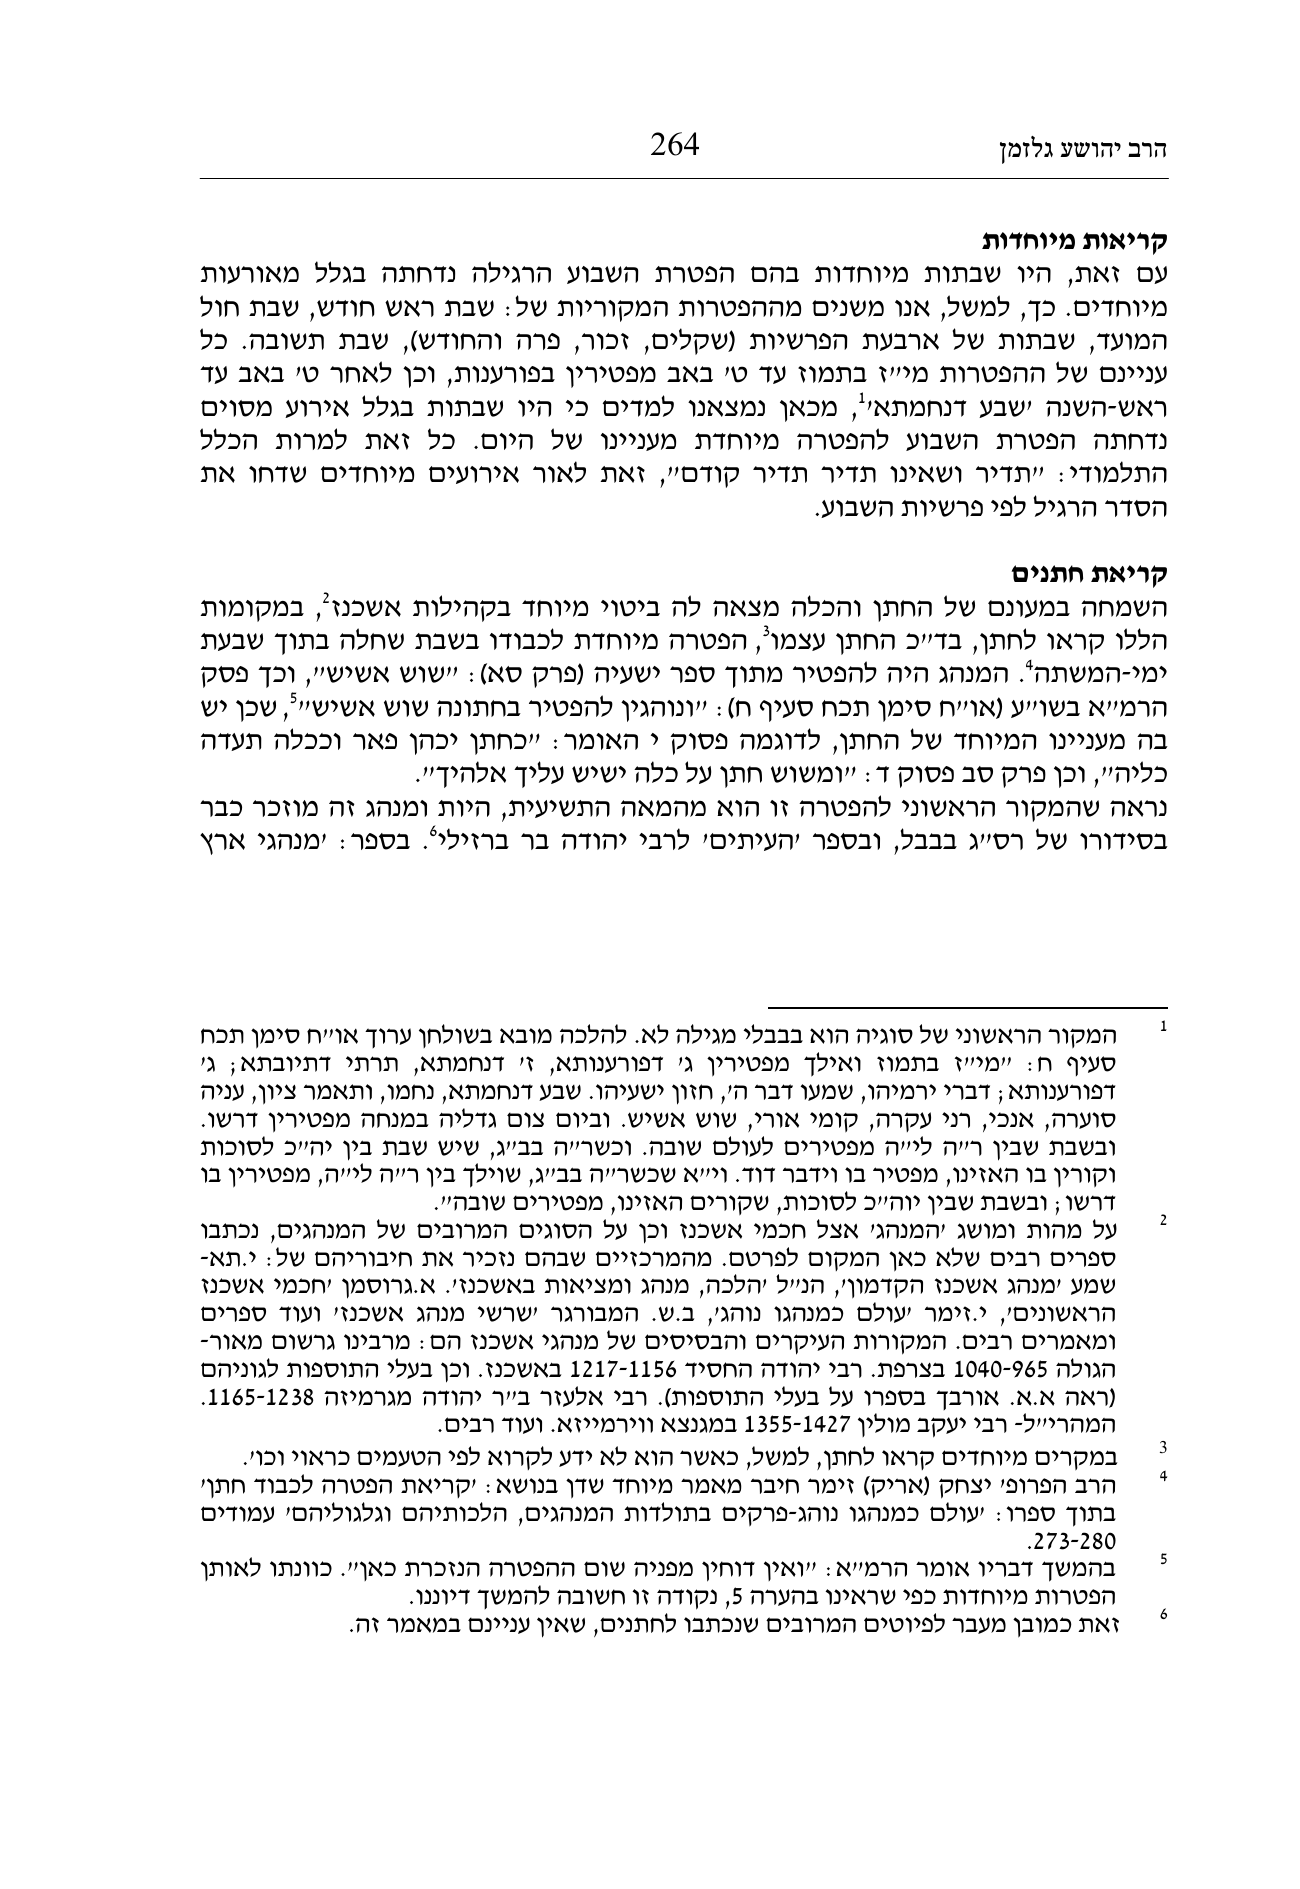 הרב יהושע גלזמן 264
קריאות מיוחדות
עם זאת, היו שבתות מיוחדות בהם הפטרת השבוע הרגילה נדחתה בגלל מאורעות
מיוחדים. כך, למשל, אנו משנים מההפטרות המקוריות של: שבת ראש חודש, שבת חול
המועד, שבתות של ארבעת הפרשיות (שקלים, זכור, פרה והחודש), שבת תשובה. כל
עניינם של ההפטרות מי״ז בתמוז עד ט׳ באב מפטירין בפורענות, וכן לאחר ט׳ באב עד
ראש-השנה ׳שבע דנחמתא׳1, מכאן נמצאנו למדים כי היו שבתות בגלל אירוע מסוים
נדחתה הפטרת השבוע להפטרה מיוחדת מעניינו של היום. כל זאת למרות הכלל
התלמודי: ״תדיר ושאינו תדיר תדיר קודם״, זאת לאור אירועים מיוחדים שדחו את
הסדר הרגיל לפי פרשיות השבוע.
קריאת חתנים
השמחה במעונם של החתן והכלה מצאה לה ביטוי מיוחד בקהילות אשכנז2, במקומות
הללו קראו לחתן, בד״כ החתן עצמו3, הפטרה מיוחדת לכבודו בשבת שחלה בתוך שבעת
ימי-המשתה4. המנהג היה להפטיר מתוך ספר ישעיה (פרק סא): ״שוש אשיש״, וכך פסק
הרמ״א בשו״ע (או״ח סימן תכח סעיף ח): ״ונוהגין להפטיר בחתונה שוש אשיש״5, שכן יש
בה מעניינו המיוחד של החתן, לדוגמה פסוק י האומר: ״כחתן יכהן פאר וככלה תעדה
כליה״, וכן פרק סב פסוק ד: ״ומשוש חתן על כלה ישיש עליך אלהיך״.
נראה שהמקור הראשוני להפטרה זו הוא מהמאה התשיעית, היות ומנהג זה מוזכר כבר
בסידורו של רס״ג בבבל, ובספר ׳העיתים׳ לרבי יהודה בר ברזילי6. בספר: ׳מנהגי ארץ
1 המקור הראשוני של סוגיה הוא בבבלי מגילה לא. להלכה מובא בשולחן ערוך או״ח סימן תכח
סעיף ח: ״מי״ז בתמוז ואילך מפטירין ג׳ דפורענותא, ז׳ דנחמתא, תרתי דתיובתא; ג׳
דפורענותא; דברי ירמיהו, שמעו דבר ה׳, חזון ישעיהו. שבע דנחמתא, נחמו, ותאמר ציון, עניה
סוערה, אנכי, רני עקרה, קומי אורי, שוש אשיש. וביום צום גדליה במנחה מפטירין דרשו.
ובשבת שבין ר״ה לי״ה מפטירים לעולם שובה. וכשר״ה בב״ג, שיש שבת בין יה״כ לסוכות
וקורין בו האזינו, מפטיר בו וידבר דוד. וי״א שכשר״ה בב״ג, שוילך בין ר״ה לי״ה, מפטירין בו
דרשו; ובשבת שבין יוה״כ לסוכות, שקורים האזינו, מפטירים שובה״.
2 על מהות ומושג ׳המנהג׳ אצל חכמי אשכנז וכן על הסוגים המרובים של המנהגים, נכתבו
ספרים רבים שלא כאן המקום לפרטם. מהמרכזיים שבהם נזכיר את חיבוריהם של: י.תא-
שמע ׳מנהג אשכנז הקדמון׳, הנ״ל ׳הלכה, מנהג ומציאות באשכנז׳. א.גרוסמן ׳חכמי אשכנז
הראשונים׳, י.זימר ׳עולם כמנהגו נוהג׳, ב.ש. המבורגר ׳שרשי מנהג אשכנז׳ ועוד ספרים
ומאמרים רבים. המקורות העיקרים והבסיסים של מנהגי אשכנז הם: מרבינו גרשום מאור-
הגולה 1040-965 בצרפת. רבי יהודה החסיד 1217-1156 באשכנז. וכן בעלי התוספות לגוניהם
(ראה א.א. אורבך בספרו על בעלי התוספות). רבי אלעזר ב״ר יהודה מגרמיזה 1165-1238.
המהרי״ל- רבי יעקב מולין 1355-1427 במגנצא ווירמייזא. ועוד רבים.
3 במקרים מיוחדים קראו לחתן, למשל, כאשר הוא לא ידע לקרוא לפי הטעמים כראוי וכו׳.
4 הרב הפרופ׳ יצחק (אריק) זימר חיבר מאמר מיוחד שדן בנושא: ׳קריאת הפטרה לכבוד חתן׳
בתוך ספרו: ׳עולם כמנהגו נוהג-פרקים בתולדות המנהגים, הלכותיהם וגלגוליהם׳ עמודים
273-280.
5 בהמשך דבריו אומר הרמ״א: ״ואין דוחין מפניה שום ההפטרה הנזכרת כאן״. כוונתו לאותן
הפטרות מיוחדות כפי שראינו בהערה 5, נקודה זו חשובה להמשך דיוננו.
6 זאת כמובן מעבר לפיוטים המרובים שנכתבו לחתנים, שאין עניינם במאמר זה.